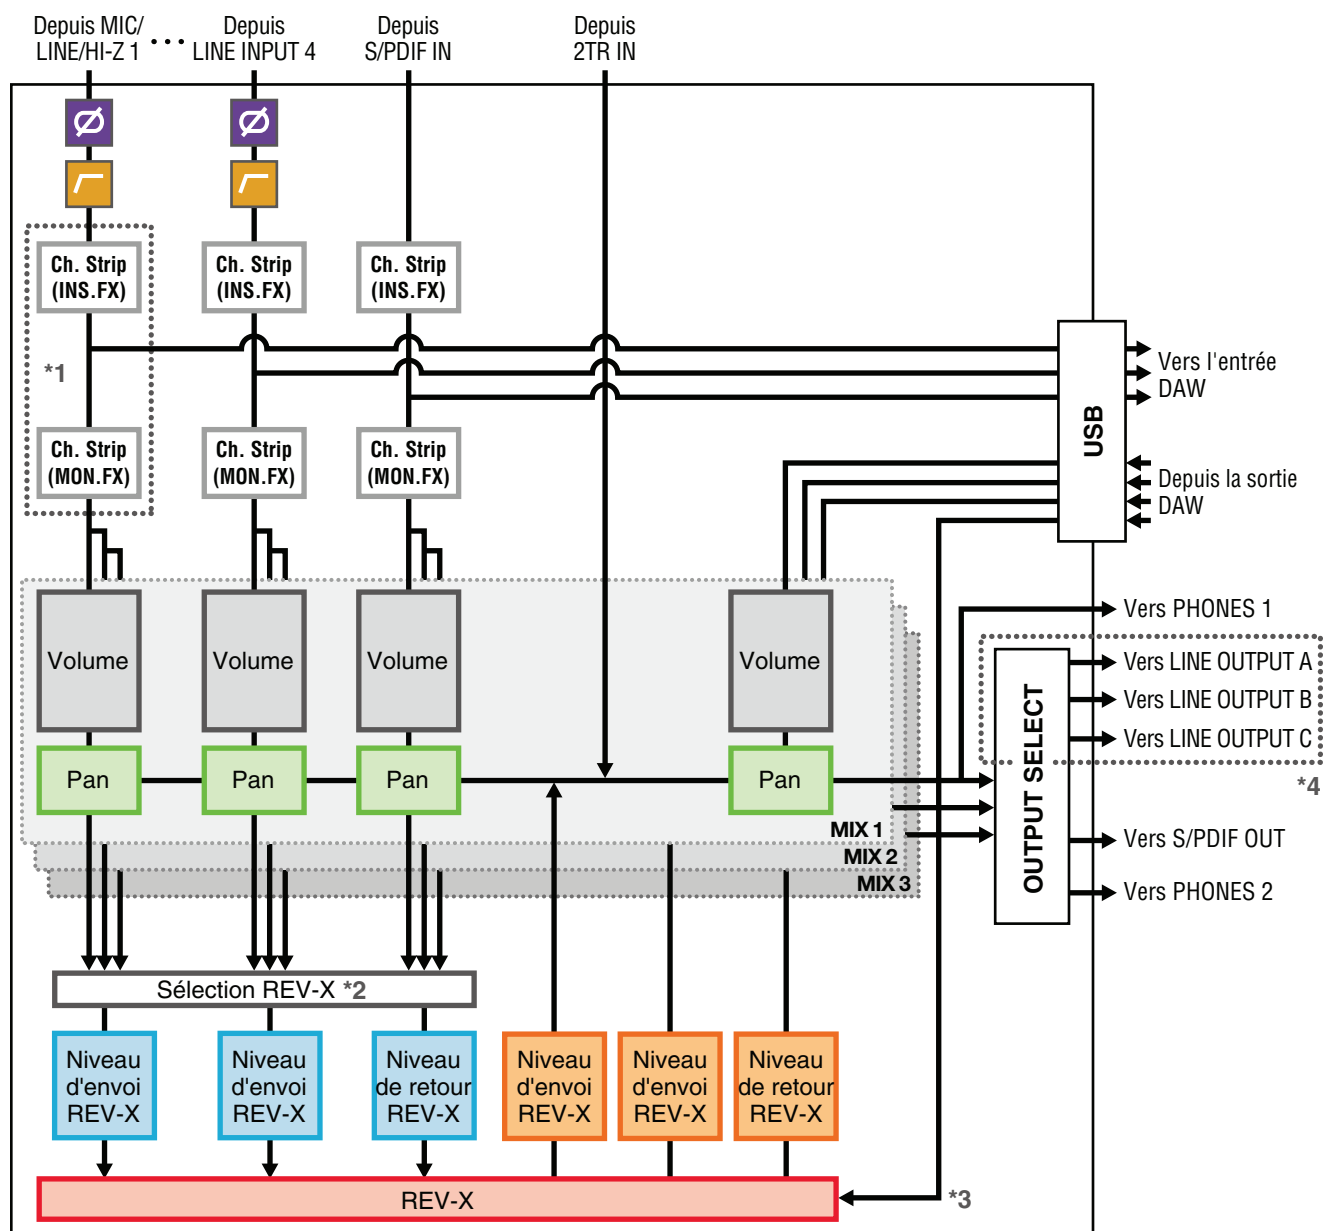 Depuis MIC/
LINE/HI-Z 1
Depuis
LINE INPUT 4
Depuis
S/PDIF IN
Depuis
2TR IN
Ch. Strip
(INS.FX)
Ch. Strip
(INS.FX)
Ch. Strip
(INS.FX)
*1
Ch. Strip
(MON.FX)
Ch. Strip
(MON.FX)
Ch. Strip
(MON.FX)
USB
Vers l'entrée
DAW
Depuis la sortie
DAW
Volume
Volume
Volume
Volume
Pan
Pan
Pan
Pan
MIX 1
MIX 2
MIX 3
OUTPUT SELECT
Vers PHONES 1
Vers LINE OUTPUT A
Vers LINE OUTPUT B
Vers LINE OUTPUT C
*4
Vers S/PDIF OUT
Vers PHONES 2
Sélection REV-X *2
Niveau
d'envoi
REV-X
Niveau
d'envoi
REV-X
Niveau
de retour
REV-X
Niveau
d'envoi
REV-X
Niveau
d'envoi
REV-X
Niveau
de retour
REV-X
REV-X
*3